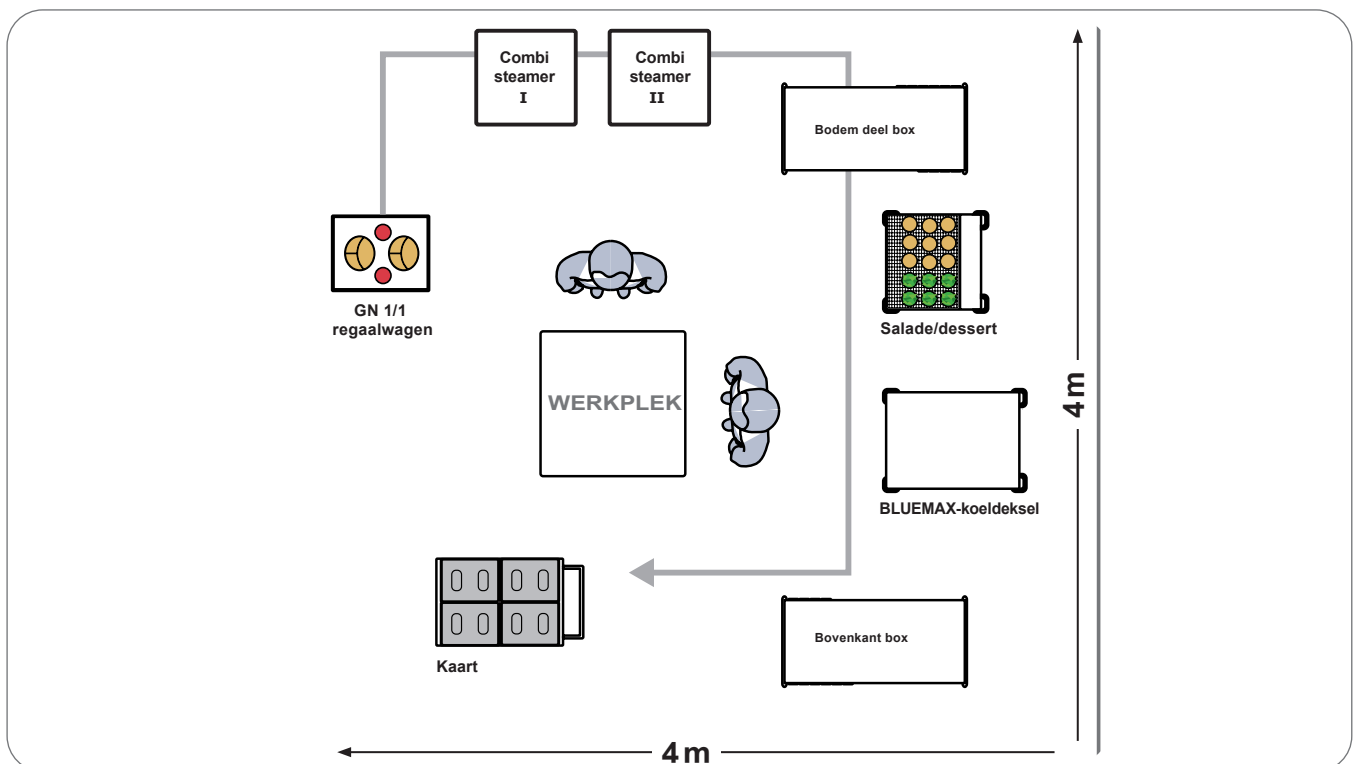 Combi
steamer
I
Combi
steamer
II
Bodem deel box
GN 1/1
regaalwagen
Salade/dessert
WERKPLEK
4 m
BLUEMAX-koeldeksel
Kaart
Bovenkant box
4 m